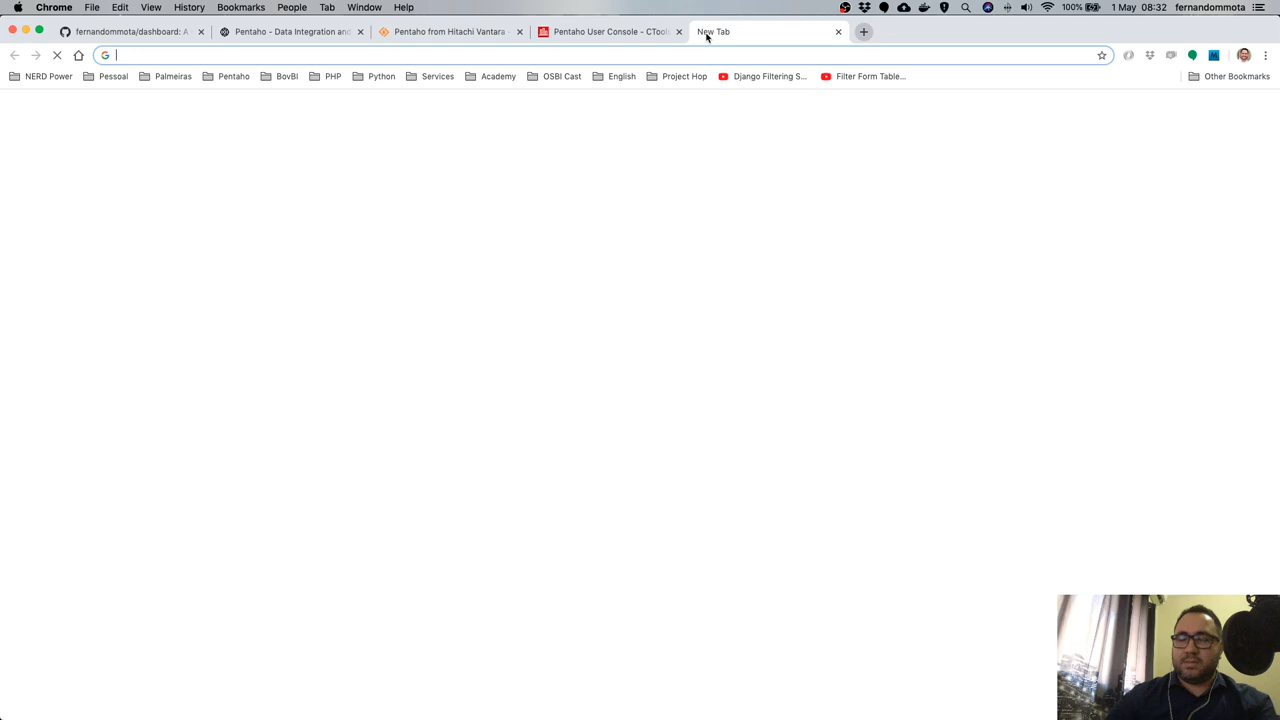 Chrome File Edit View History Bookmarks People Tab Window Help 100% 1 May 08:32 fernandommota
fernandommota/dashboard: A Pentaho - Data Integration and Pentaho from Hitachi Vantara Pentaho User Console - CTool New Tab
NERD Power Pessoal Palmeiras Pentaho BovBI PHP Python Services Academy OSBI Cast English Project Hop Django Filtering S... Filter Form Table... Other Bookmarks